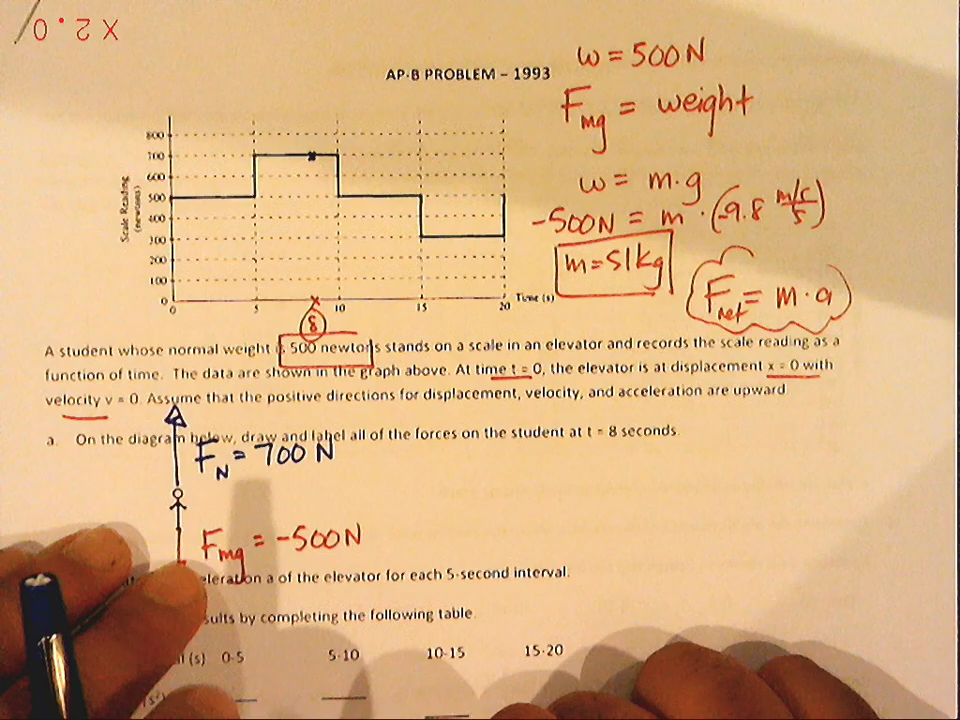 x2.0
w = 500N
AP-B PROBLEM – 1993
Fmg = weight
w = m·g
-500N = m · (-9.8 m/s/s)
m=51kg
Fnet = m·a
Scale Reading
(newtons)
800
700
600
500
400
300
200
100
0
0 5 10 15 20 Time (s)
8
A student whose normal weight is 500 newtons stands on a scale in an elevator and records the scale reading as a
function of time. The data are shown in the graph above. At time t = 0, the elevator is at displacement x = 0 with
velocity v = 0. Assume that the positive directions for displacement, velocity, and acceleration are upward
a. On the diagram below, draw and label all of the forces on the student at t = 8 seconds.
FN = 700 N
Fmg = -500N
a of the elevator for each 5-second interval.
by completing the following table.
(s) 0-5 5-10 10-15 15-20